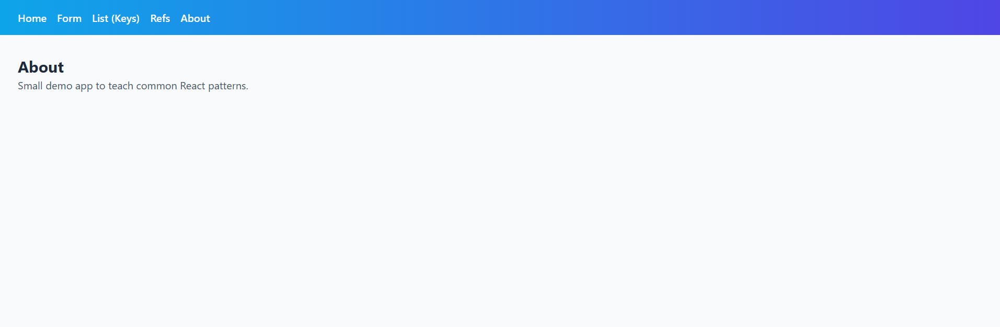 Home Form List (Keys) Refs About
About
Small demo app to teach common React patterns.